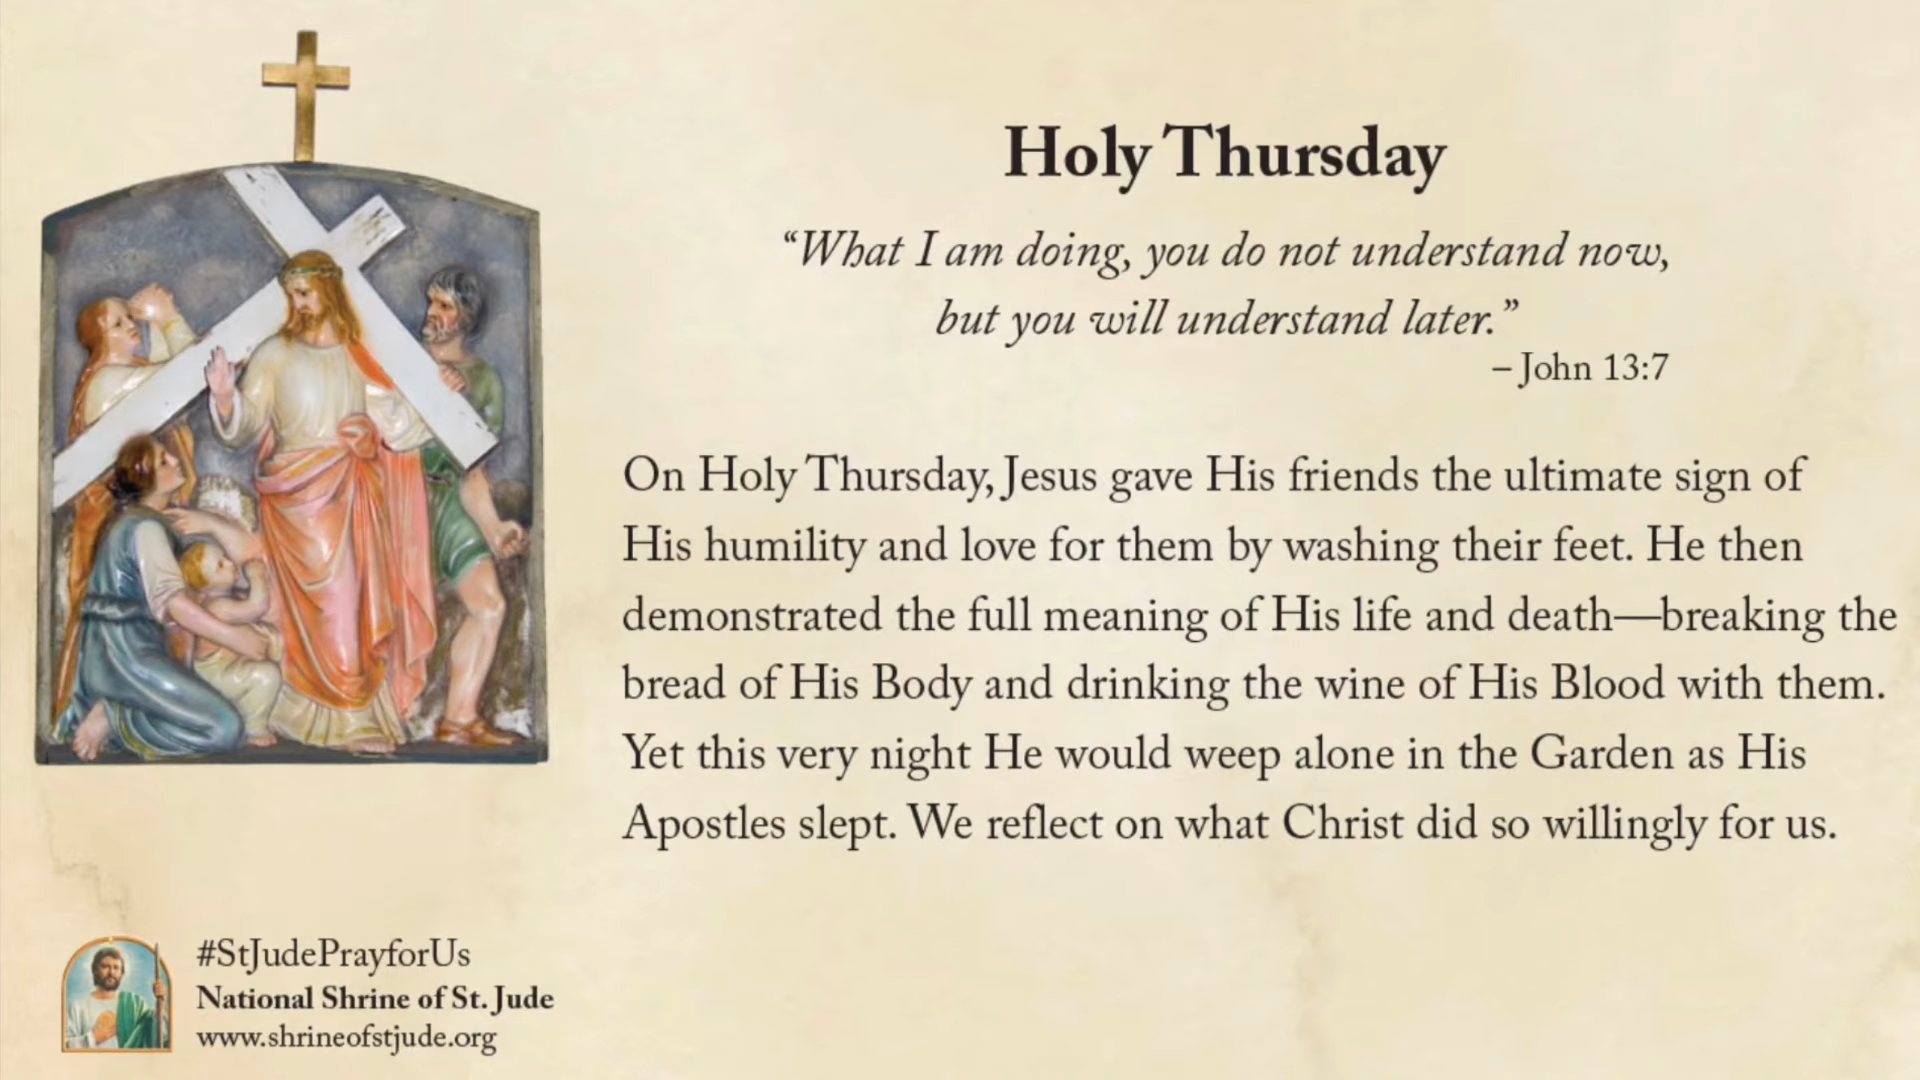 Holy Thursday
“What I am doing, you do not understand now,
but you will understand later.”
– John 13:7
On Holy Thursday, Jesus gave His friends the ultimate sign of
His humility and love for them by washing their feet. He then
demonstrated the full meaning of His life and death—breaking the
bread of His Body and drinking the wine of His Blood with them.
Yet this very night He would weep alone in the Garden as His
Apostles slept. We reflect on what Christ did so willingly for us.
#StJudePrayforUs
National Shrine of St. Jude
www.shrineofstjude.org